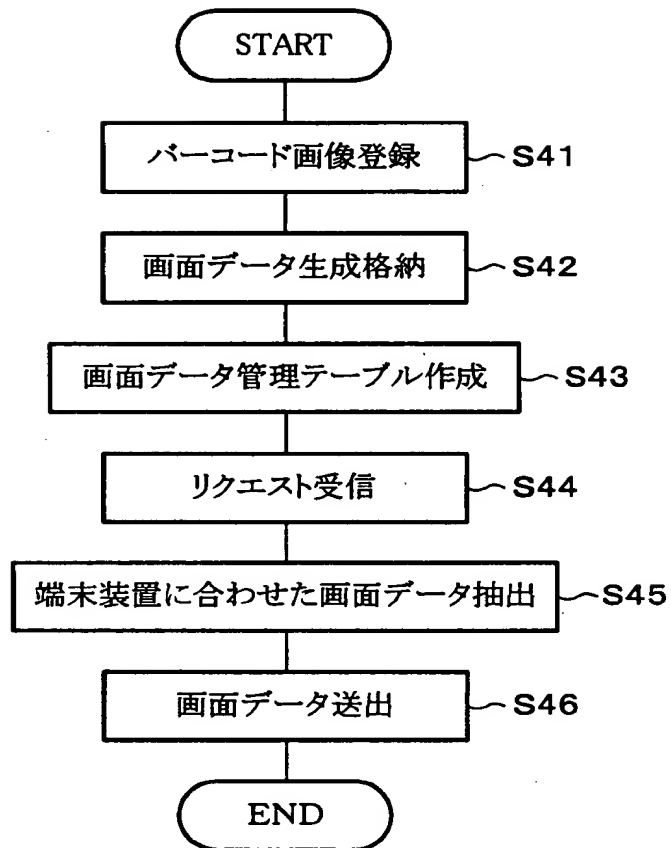 START
バーコード画像登録 ~S41
画面データ生成格納 ~S42
画面データ管理テーブル作成 ~S43
リクエスト受信 ~S44
端末装置に合わせた画面データ抽出 ~S45
画面データ送出 ~S46
END